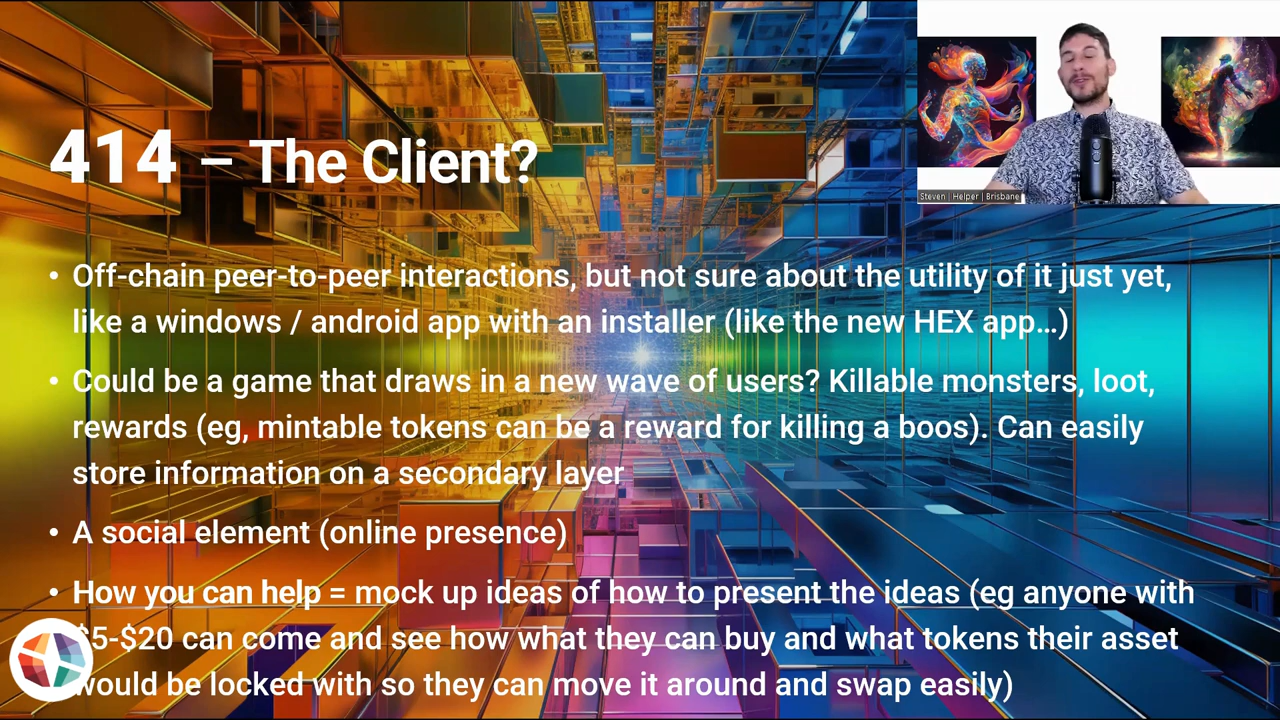 414 – The Client?
Steven | Helper | Brisbane
• Off-chain peer-to-peer interactions, but not sure about the utility of it just yet,
like a windows / android app with an installer (like the new HEX app...)
• Could be a game that draws in a new wave of users? Killable monsters, loot,
rewards (eg, mintable tokens can be a reward for killing a boos). Can easily
store information on a secondary layer
• A social element (online presence)
• How you can help = mock up ideas of how to present the ideas (eg anyone with
$5-$20 can come and see how what they can buy and what tokens their asset
would be locked with so they can move it around and swap easily)